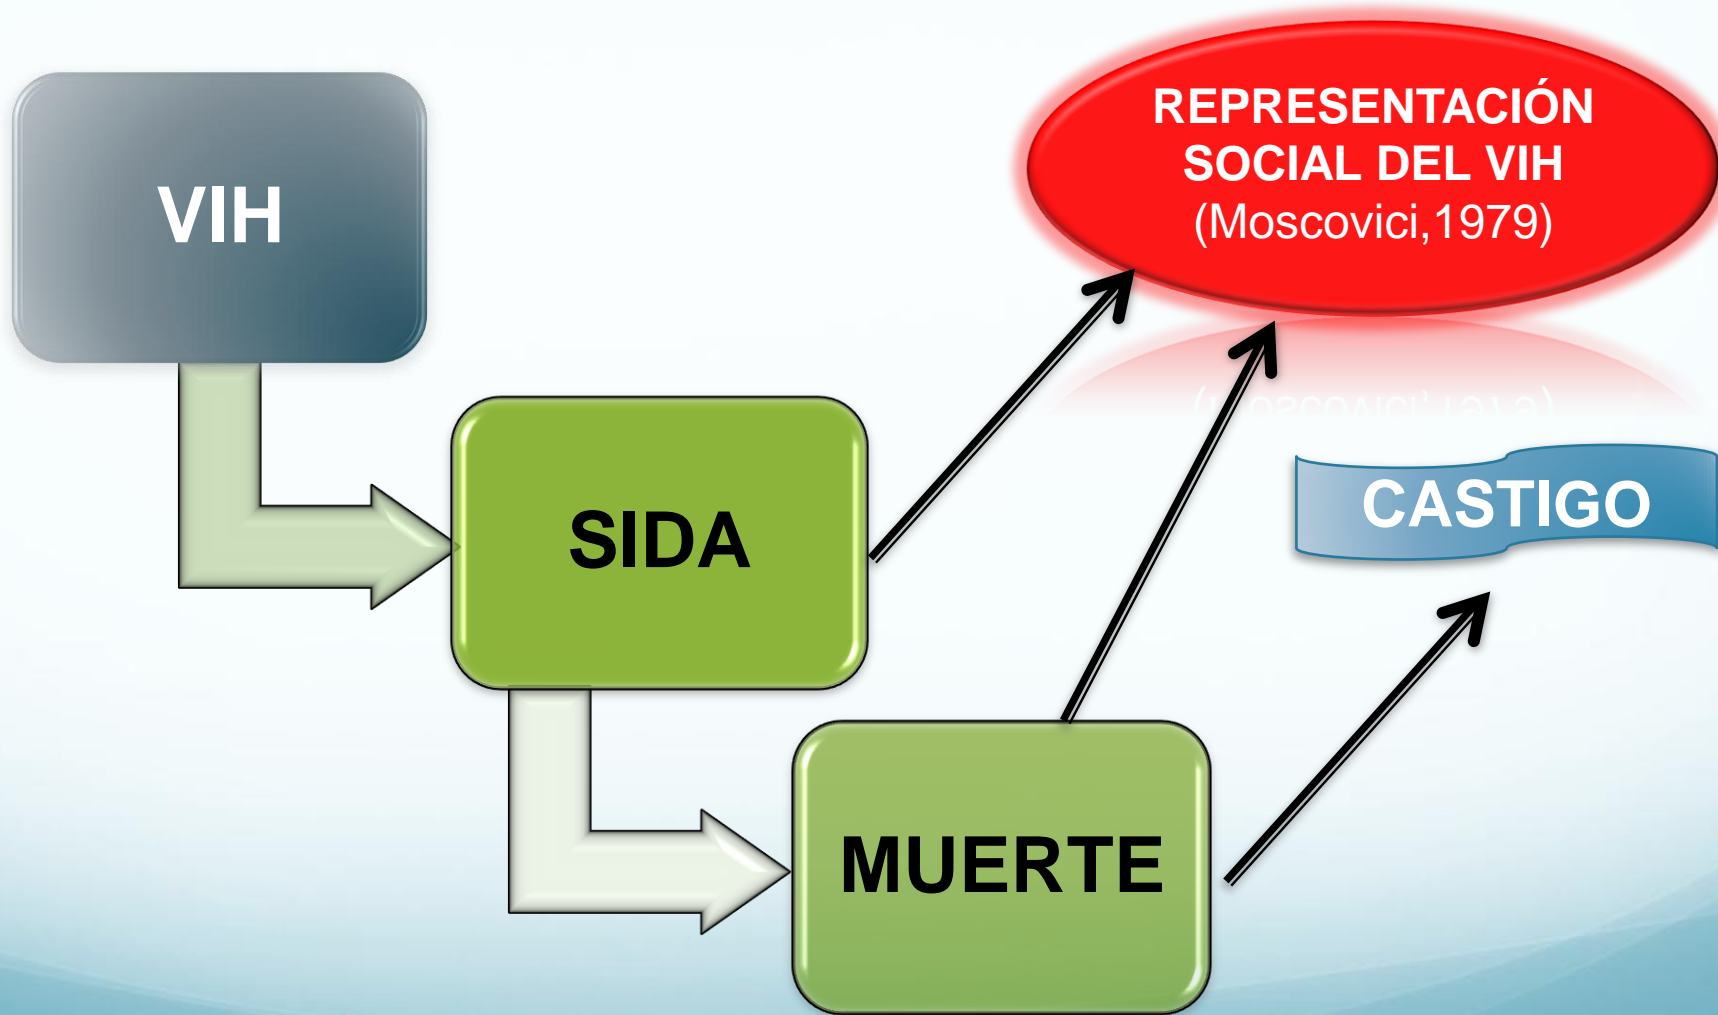 VIH
REPRESENTACIÓN
SOCIAL DEL VIH
(Moscovici,1979)
SIDA
CASTIGO
MUERTE